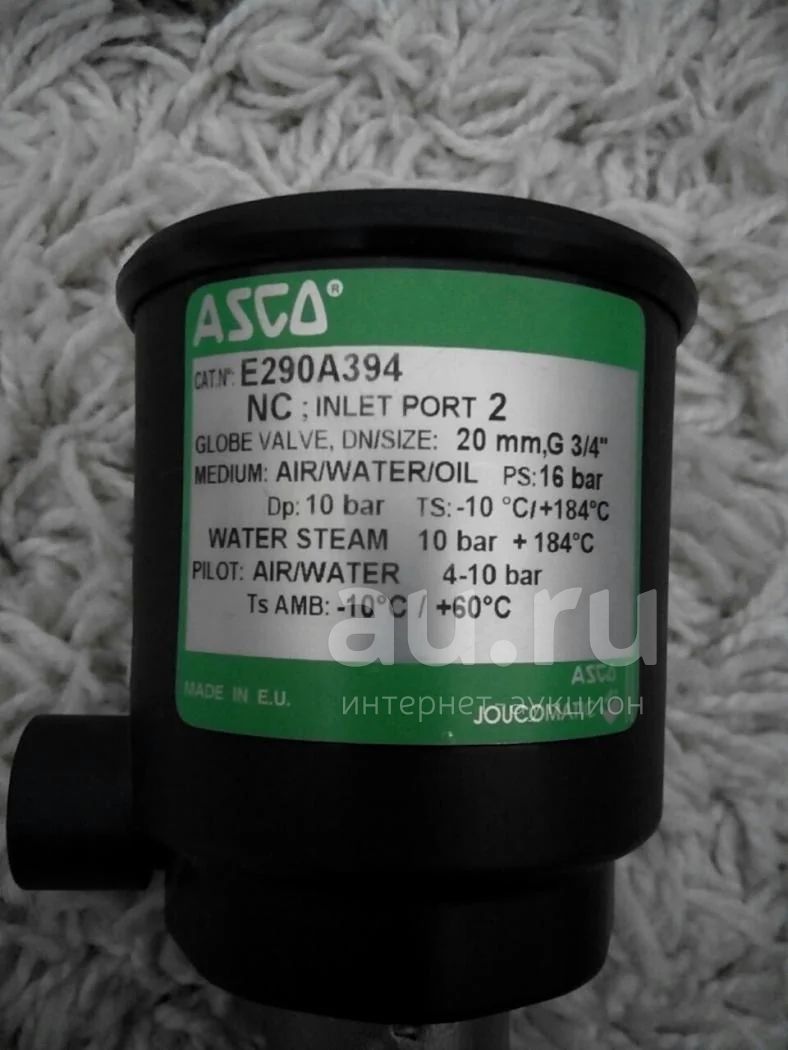 ASCO®
CAT.Nº: E290A394
NC ; INLET PORT 2
GLOBE VALVE, DN/SIZE: 20 mm,G 3/4"
MEDIUM: AIR/WATER/OIL PS:16 bar
Dp: 10 bar TS: -10 °C/+184°C
WATER STEAM 10 bar + 184°C
PILOT: AIR/WATER 4-10 bar
Ts AMB: -10°C / +60°C
au.ru
ASCO
MADE IN E.U.
интернет-аукцион
JOUCOMATIC